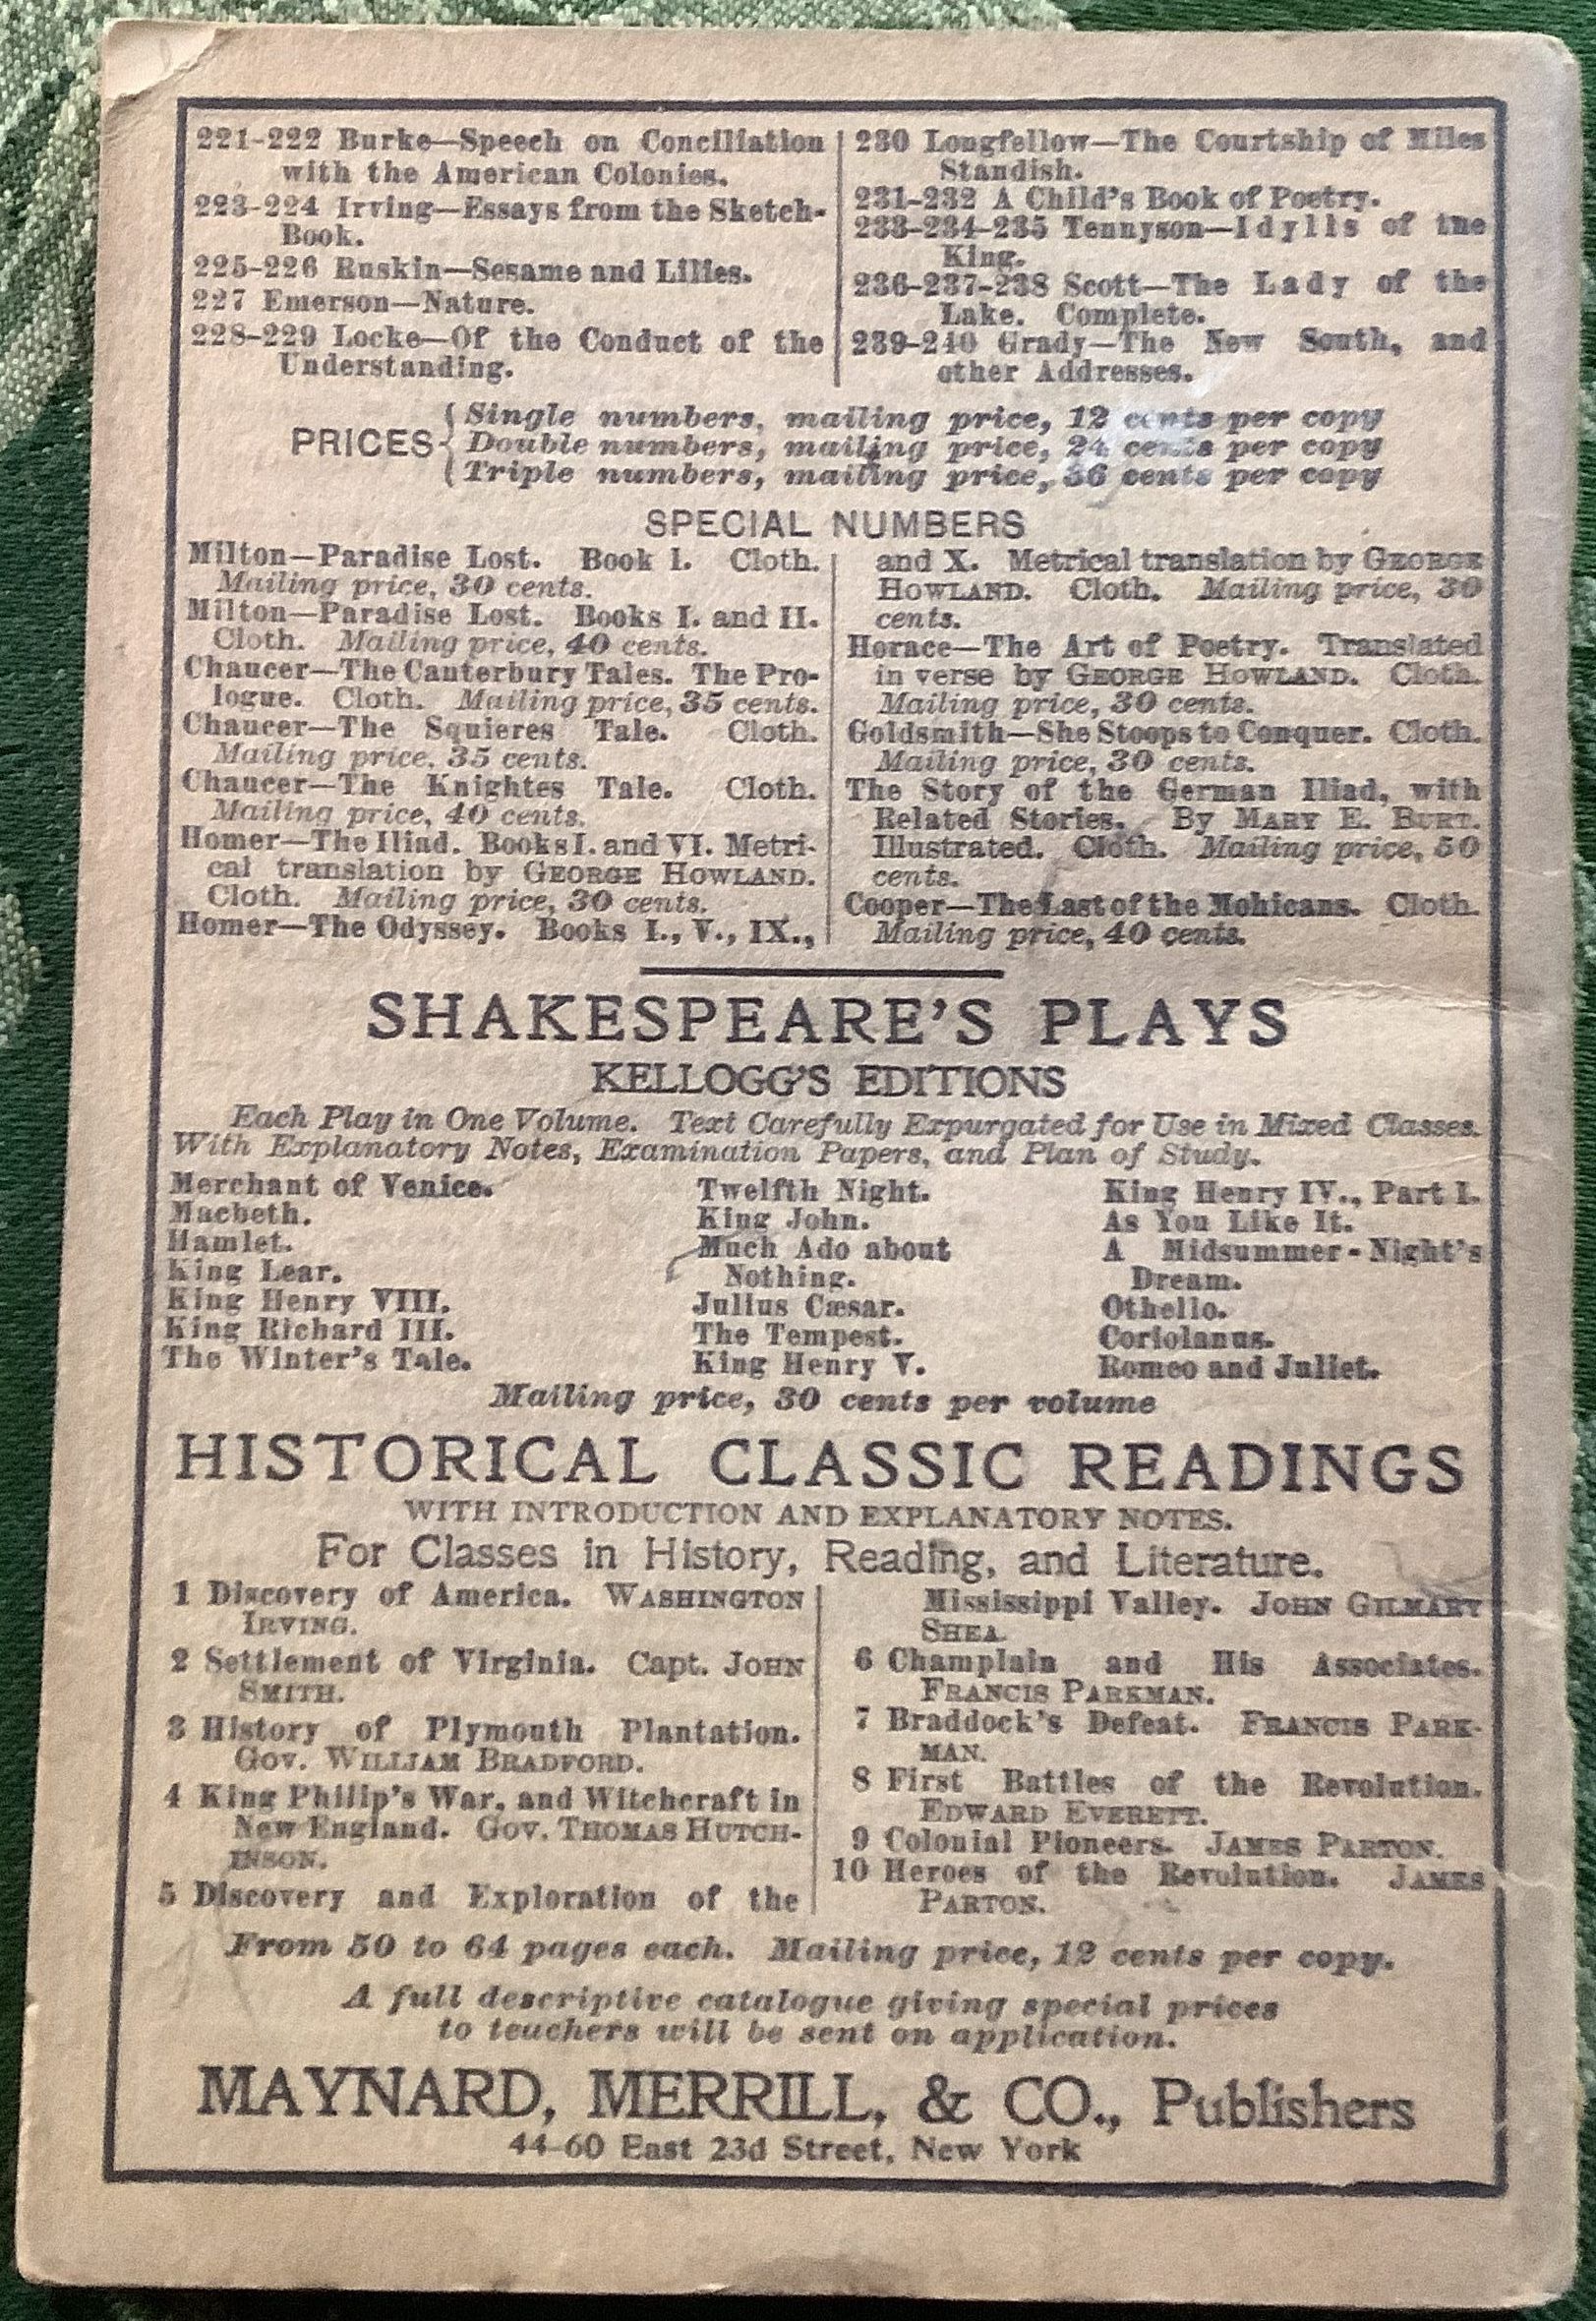 221-222 Burke—Speech on Conciliation
with the American Colonies.
223-224 Irving—Essays from the Sketch-
Book.
225-226 Ruskin—Sesame and Lilies.
227 Emerson—Nature.
228-229 Locke—Of the Conduct of the
Understanding.
230 Longfellow—The Courtship of Miles
Standish.
231-232 A Child's Book of Poetry.
233-234-235 Tennyson—Idylls of the
King.
236-237-238 Scott—The Lady of the
Lake. Complete.
239-240 Grady—The New South, and
other Addresses.
PRICES
Single numbers, mailing price, 12 cents per copy
Double numbers, mailing price, 24 cents per copy
Triple numbers, mailing price, 36 cents per copy
SPECIAL NUMBERS
Milton—Paradise Lost. Book I. Cloth.
Mailing price, 30 cents.
Milton—Paradise Lost. Books I. and II.
Cloth. Mailing price, 40 cents.
Chaucer—The Canterbury Tales. The Pro-
logue. Cloth. Mailing price, 35 cents.
Chaucer—The Squieres Tale. Cloth.
Mailing price, 35 cents.
Chaucer—The Knightes Tale. Cloth.
Mailing price, 40 cents.
Homer—The Iliad. Books I. and VI. Metri-
cal translation by GEORGE HOWLAND.
Cloth. Mailing price, 30 cents.
Homer—The Odyssey. Books I., V., IX.,
and X. Metrical translation by GEORGE
HOWLAND. Cloth. Mailing price, 30
cents.
Horace—The Art of Poetry. Translated
in verse by GEORGE HOWLAND. Cloth.
Mailing price, 30 cents.
Goldsmith—She Stoops to Conquer. Cloth.
Mailing price, 30 cents.
The Story of the German Iliad, with
Related Stories. By MARY E. BURT.
Illustrated. Cloth. Mailing price, 50
cents.
Cooper—The Last of the Mohicans. Cloth.
Mailing price, 40 cents.
SHAKESPEARE'S PLAYS
KELLOGG'S EDITIONS
Each Play in One Volume. Text Carefully Expurgated for Use in Mixed Classes.
With Explanatory Notes, Examination Papers, and Plan of Study.
Merchant of Venice.
Macbeth.
Hamlet.
King Lear.
King Henry VIII.
King Richard III.
The Winter's Tale.
Twelfth Night.
King John.
Much Ado about
Nothing.
Julius Cæsar.
The Tempest.
King Henry V.
King Henry IV., Part I.
As You Like It.
A Midsummer-Night's
Dream.
Othello.
Coriolanus.
Romeo and Juliet.
Mailing price, 30 cents per volume
HISTORICAL CLASSIC READINGS
WITH INTRODUCTION AND EXPLANATORY NOTES.
For Classes in History, Reading, and Literature.
1 Discovery of America. WASHINGTON
IRVING.
2 Settlement of Virginia. Capt. JOHN
SMITH.
3 History of Plymouth Plantation.
Gov. WILLIAM BRADFORD.
4 King Philip's War, and Witchcraft in
New England. Gov. THOMAS HUTCH-
INSON.
5 Discovery and Exploration of the
Mississippi Valley. JOHN GILMARY
SHEA.
6 Champlain and His Associates.
FRANCIS PARKMAN.
7 Braddock's Defeat. FRANCIS PARK-
MAN.
8 First Battles of the Revolution.
EDWARD EVERETT.
9 Colonial Pioneers. JAMES PARTON.
10 Heroes of the Revolution. JAMES
PARTON.
From 50 to 64 pages each. Mailing price, 12 cents per copy.
A full descriptive catalogue giving special prices
to teachers will be sent on application.
MAYNARD, MERRILL, & CO., Publishers
44-60 East 23d Street, New York